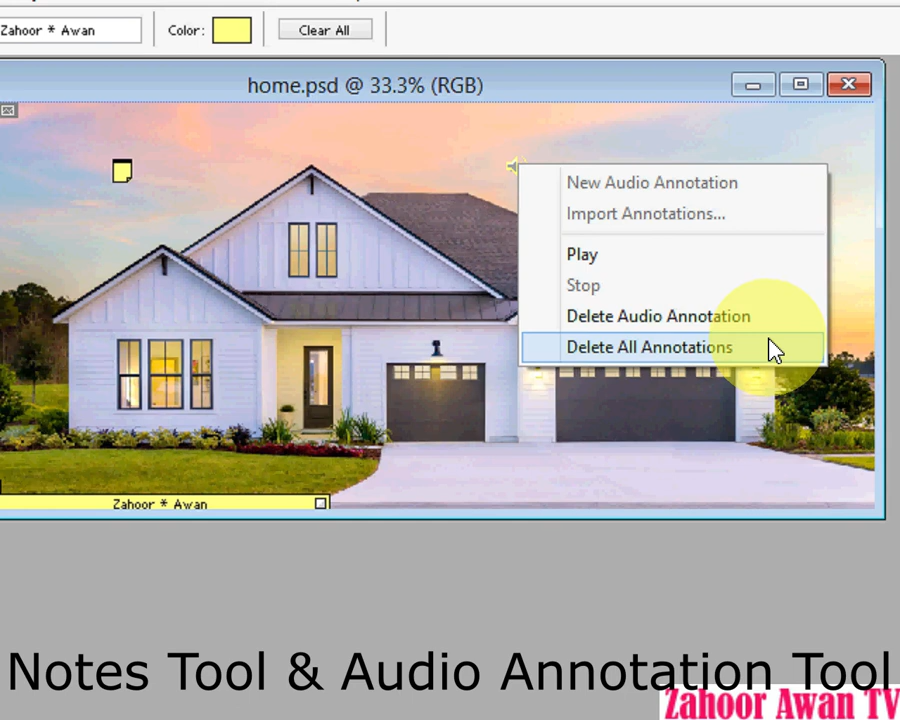 Zahoor * Awan
Color:
Clear All
home.psd @ 33.3% (RGB)
New Audio Annotation
Import Annotations...
Play
Stop
Delete Audio Annotation
Delete All Annotations
Zahoor * Awan
Notes Tool & Audio Annotation Tool
Zahoor Awan TV